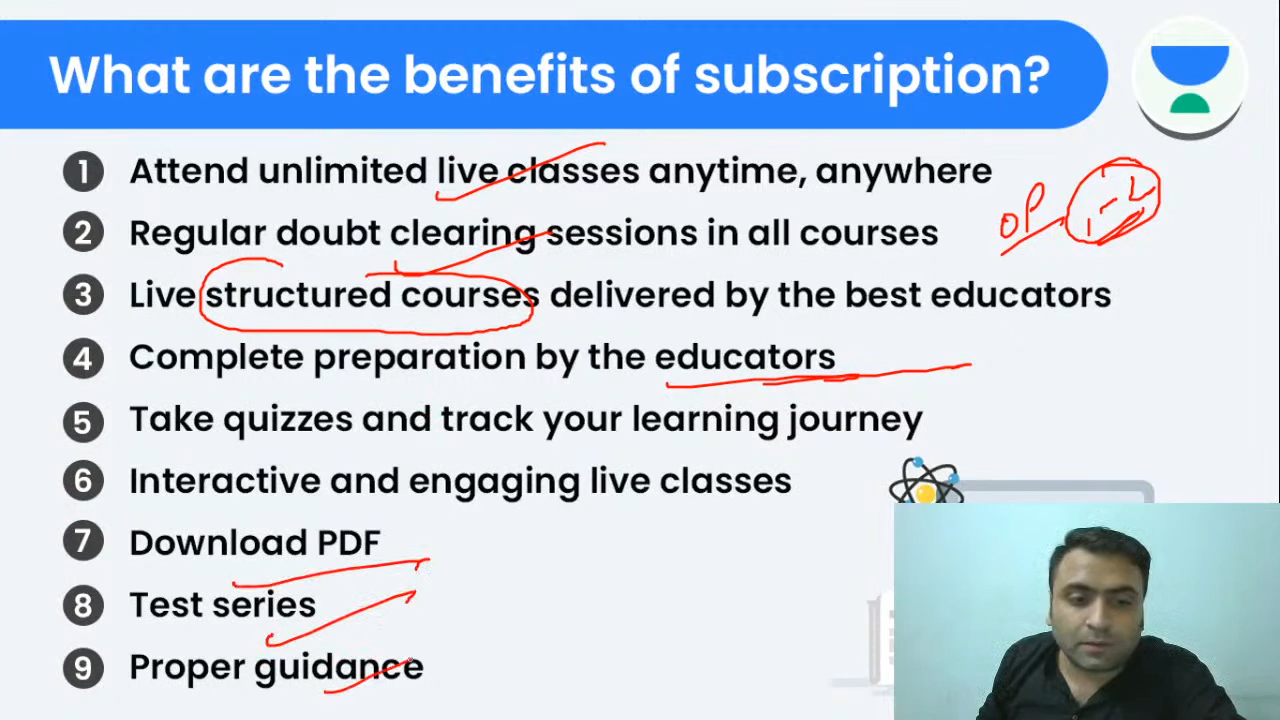 What are the benefits of subscription?
1 Attend unlimited live classes anytime, anywhere
2 Regular doubt clearing sessions in all courses
OP
3 Live structured courses delivered by the best educators
4 Complete preparation by the educators
5 Take quizzes and track your learning journey
6 Interactive and engaging live classes
7 Download PDF
8 Test series
9 Proper guidance